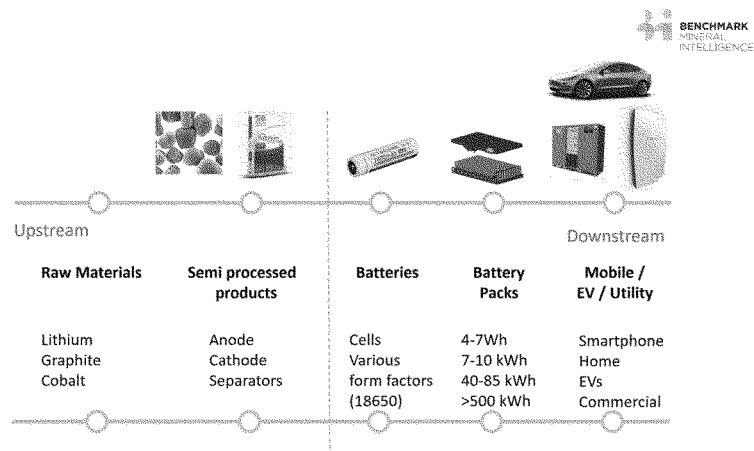 BENCHMARK
MINERAL
INTELLIGENCE
Upstream
Downstream
Raw Materials
Lithium
Graphite
Cobalt
Semi processed
products
Anode
Cathode
Separators
Batteries
Cells
Various
form factors
(18650)
Battery
Packs
4-7Wh
7-10 kWh
40-85 kWh
>500 kWh
Mobile /
EV / Utility
Smartphone
Home
EVs
Commercial